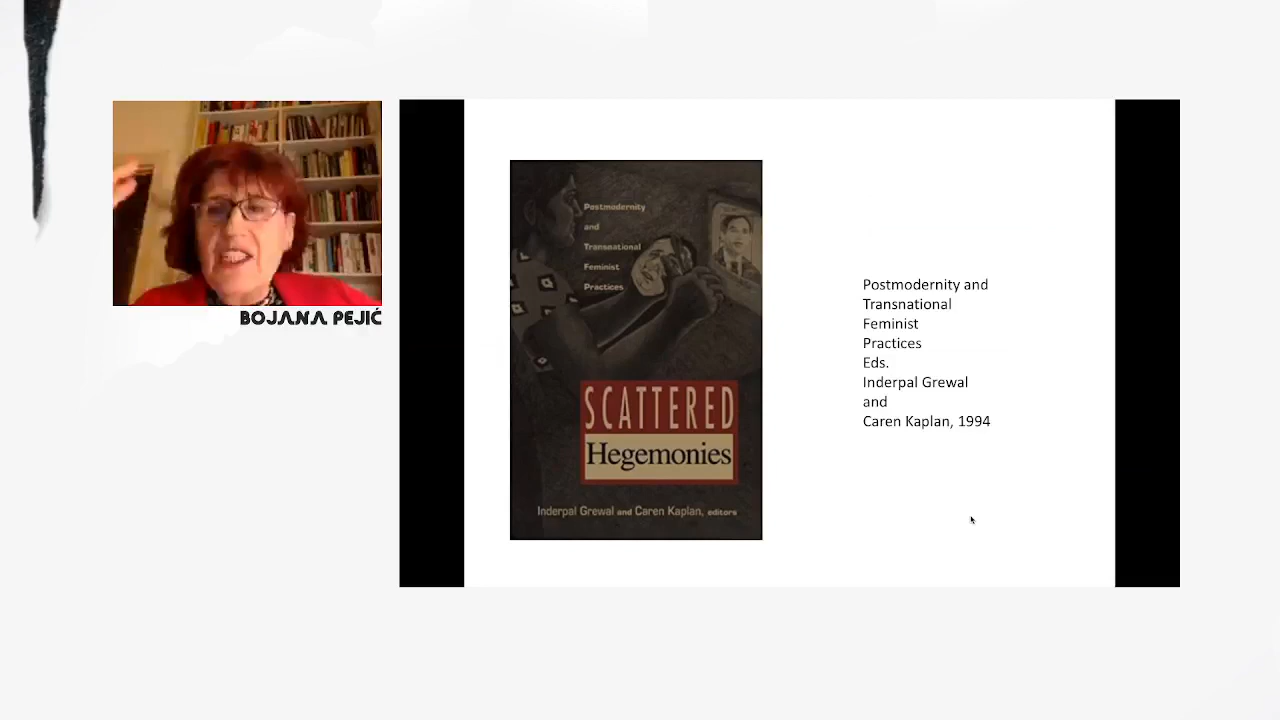 BOJANA PEJIĆ
Postmodernity
and
Transnational
Feminist
Practices
SCATTERED
Hegemonies
Inderpal Grewal and Caren Kaplan, editors
Postmodernity and
Transnational
Feminist
Practices
Eds.
Inderpal Grewal
and
Caren Kaplan, 1994